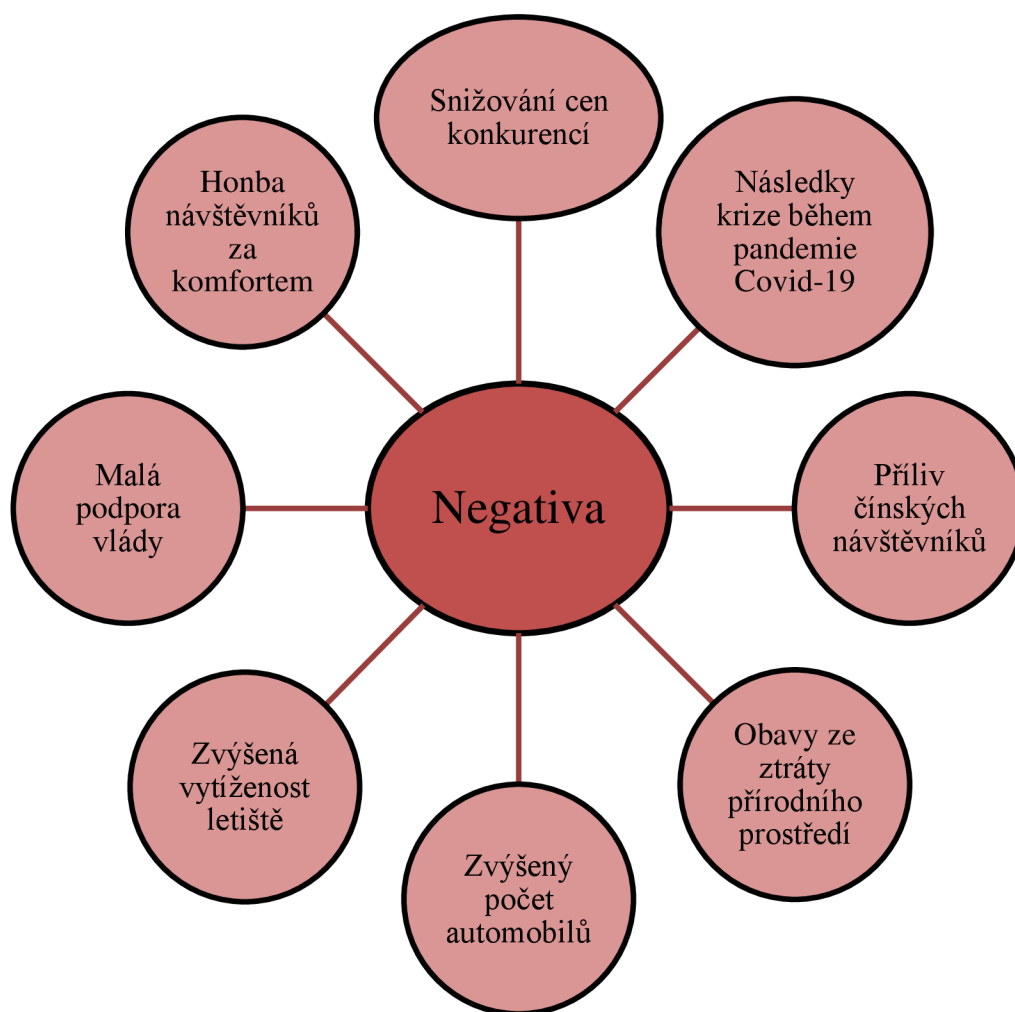 Snižování cen
konkurencí
Následky
krize během
pandemie
Covid-19
Příliv
čínských
návštěvníků
Obavy ze
ztráty
přírodního
prostředí
Zvýšený
počet
automobilů
Zvýšená
vytíženost
letiště
Malá
podpora
vlády
Honba
návštěvníků
za
komfortem
Negativa